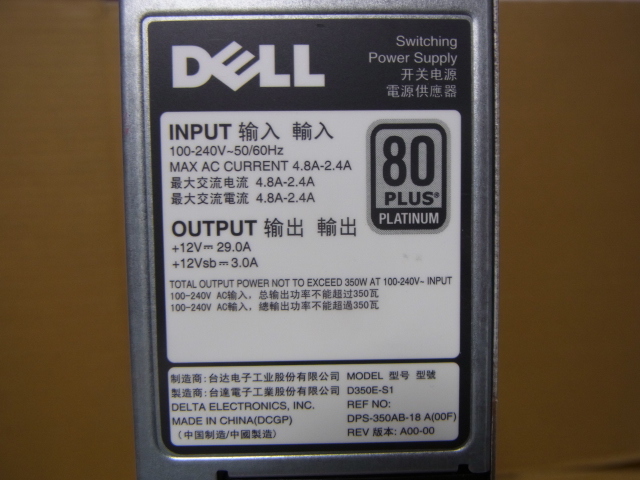 DELL
Switching
Power Supply
开关电源
電源供應器
INPUT 输入 輸入
100-240V~50/60Hz
MAX AC CURRENT 4.8A-2.4A
最大交流电流 4.8A-2.4A
最大交流電流 4.8A-2.4A
80
PLUS®
PLATINUM
OUTPUT 输出 輸出
+12V⎓ 29.0A
+12Vsb⎓ 3.0A
TOTAL OUTPUT POWER NOT TO EXCEED 350W AT 100-240V~ INPUT
100-240V AC输入，总输出功率不能超过350瓦
100-240V AC輸入，總輸出功率不能超過350瓦
制造商: 台达电子工业股份有限公司
製造商: 台達電子工業股份有限公司
DELTA ELECTRONICS, INC.
MADE IN CHINA(DCGP)
（中国制造/中國製造）
MODEL 型号 型號
D350E-S1
REF NO:
DPS-350AB-18 A(00F)
REV 版本: A00-00